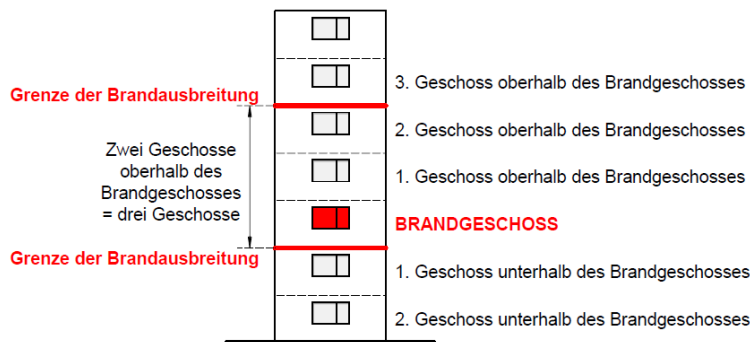 3. Geschoss oberhalb des Brandgeschosses
Grenze der Brandausbreitung
2. Geschoss oberhalb des Brandgeschosses
Zwei Geschosse
oberhalb des
Brandgeschosses
= drei Geschosse
1. Geschoss oberhalb des Brandgeschosses
BRANDGESCHOSS
Grenze der Brandausbreitung
1. Geschoss unterhalb des Brandgeschosses
2. Geschoss unterhalb des Brandgeschosses